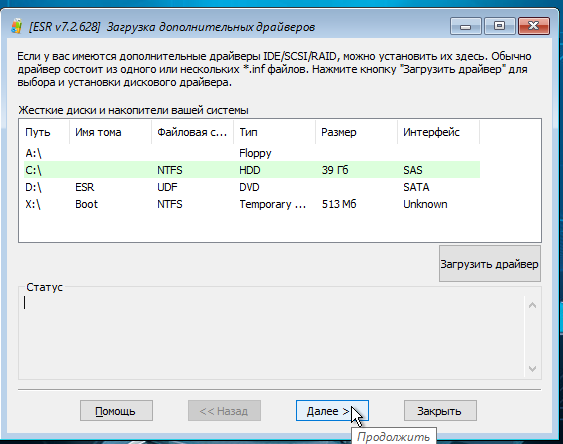 [ESR v7.2.628] Загрузка дополнительных драйверов
Если у вас имеются дополнительные драйверы IDE/SCSI/RAID, можно установить их здесь. Обычно
драйвер состоит из одного или нескольких *.inf файлов. Нажмите кнопку "Загрузить драйвер" для
выбора и установки дискового драйвера.
Жесткие диски и накопители вашей системы
Путь Имя тома Файловая с... Тип Размер Интерфейс
A:\ Floppy
C:\ NTFS HDD 39 Гб SAS
D:\ ESR UDF DVD SATA
X:\ Boot NTFS Temporary ... 513 Мб Unknown
Загрузить драйвер
Статус
Помощь << Назад Далее > Закрыть
Продолжить